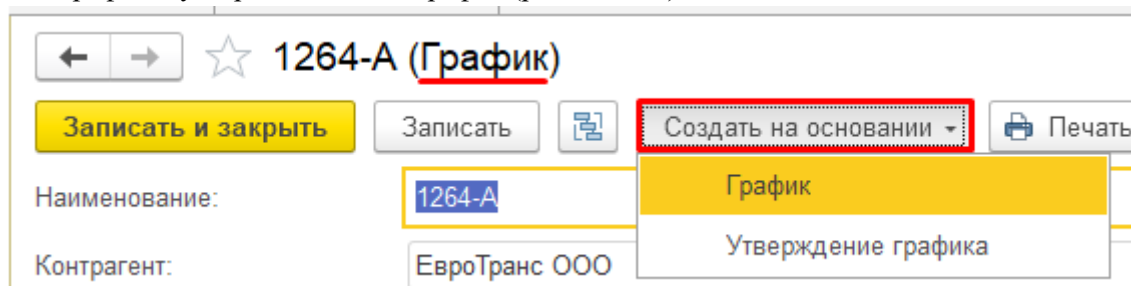 1264-А (График)
Записать и закрыть Записать Создать на основании Печать
График
Наименование: 1264-А
Утверждение графика
Контрагент: ЕвроТранс ООО